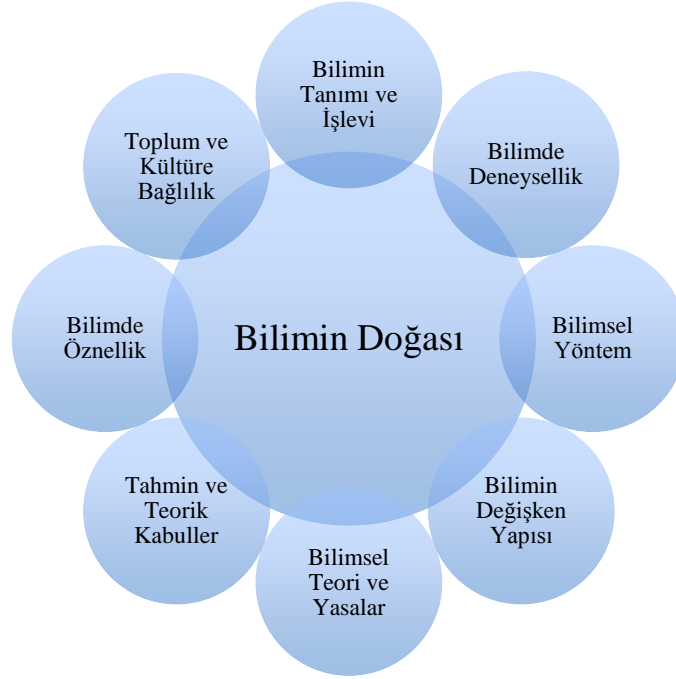 Bilimin
Tanımı ve
İşlevi
Bilimde
Deneysellik
Bilimsel
Yöntem
Bilimin
Değişken
Yapısı
Bilimsel
Teori ve
Yasalar
Tahmin ve
Teorik
Kabuller
Bilimde
Öznellik
Toplum ve
Kültüre
Bağlılık
Bilimin Doğası